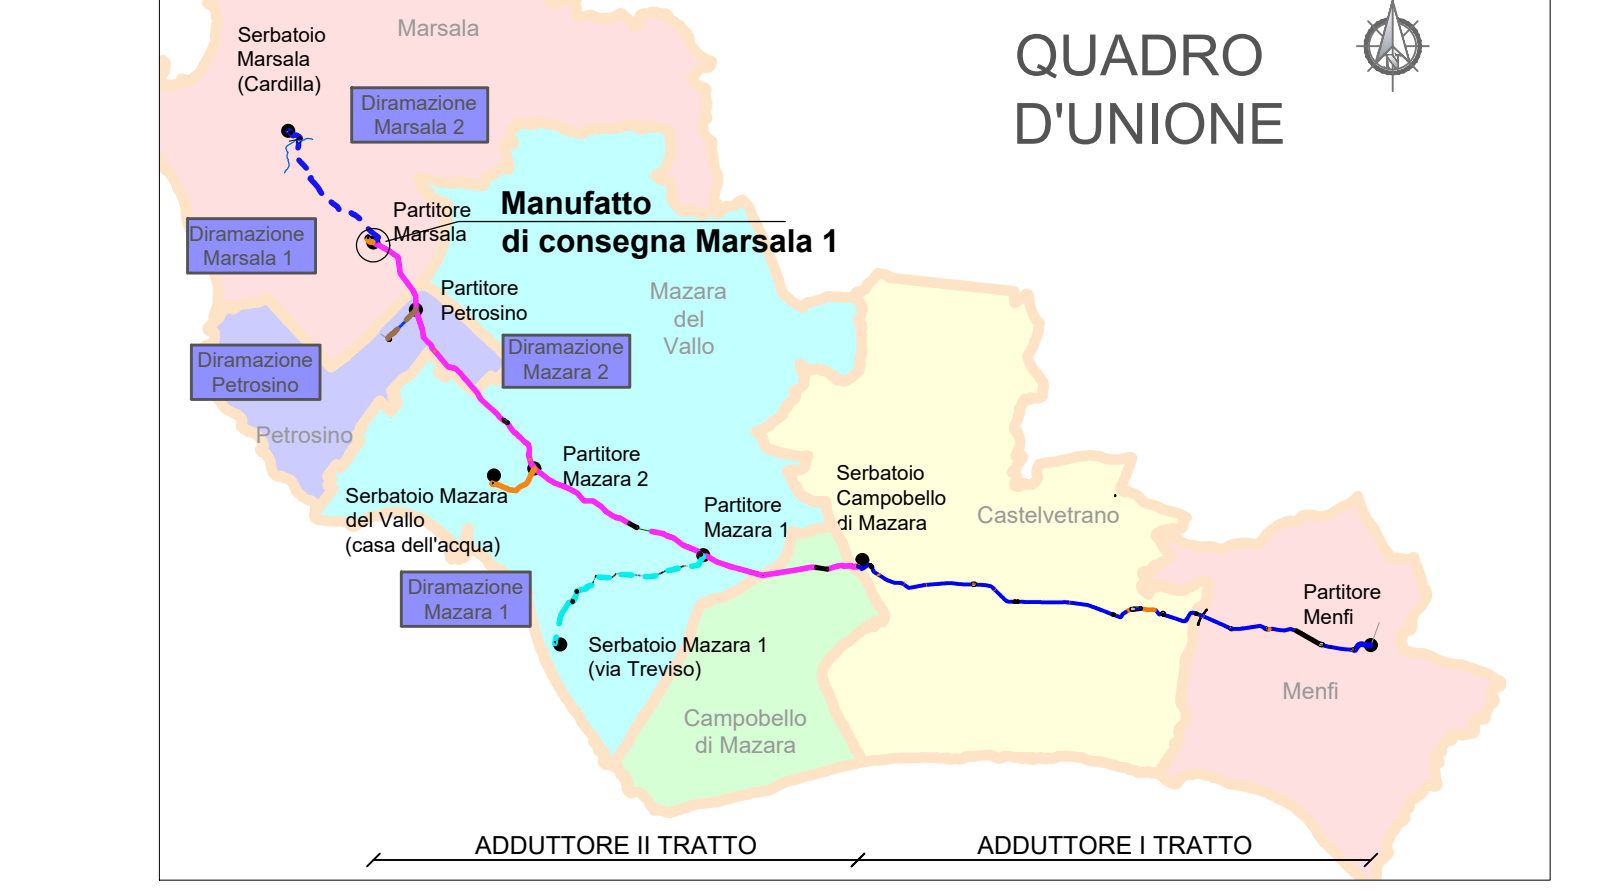 Marsala
Serbatoio
Marsala
(Cardilla)
QUADRO
D'UNIONE
N
Diramazione
Marsala 2
Partitore
Marsala
Manufatto
di consegna Marsala 1
Diramazione
Marsala 1
Partitore
Petrosino
Mazara
del
Vallo
Diramazione
Petrosino
Diramazione
Mazara 2
Petrosino
Partitore
Mazara 2
Serbatoio Mazara
del Vallo
(casa dell'acqua)
Partitore
Mazara 1
Serbatoio
Campobello
di Mazara
Castelvetrano
Diramazione
Mazara 1
Partitore
Menfi
Serbatoio Mazara 1
(via Treviso)
Menfi
Campobello
di Mazara
ADDUTTORE II TRATTO
ADDUTTORE I TRATTO